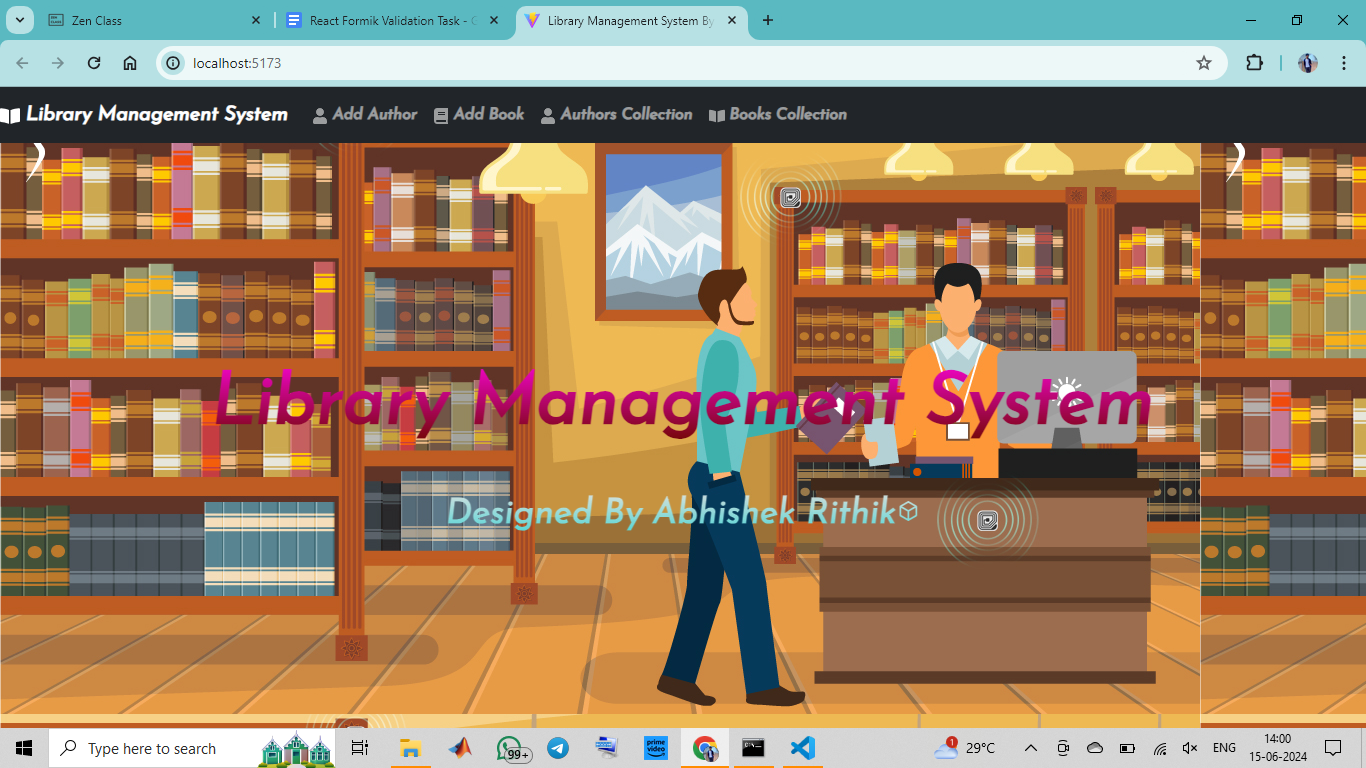 Zen Class
React Formik Validation Task - G
Library Management System By
localhost:5173
Library Management System
Add Author
Add Book
Authors Collection
Books Collection
Library Management System
Designed By Abhishek Rithik
Type here to search
99+
prime video
1
29°C
ENG
14:00
15-06-2024